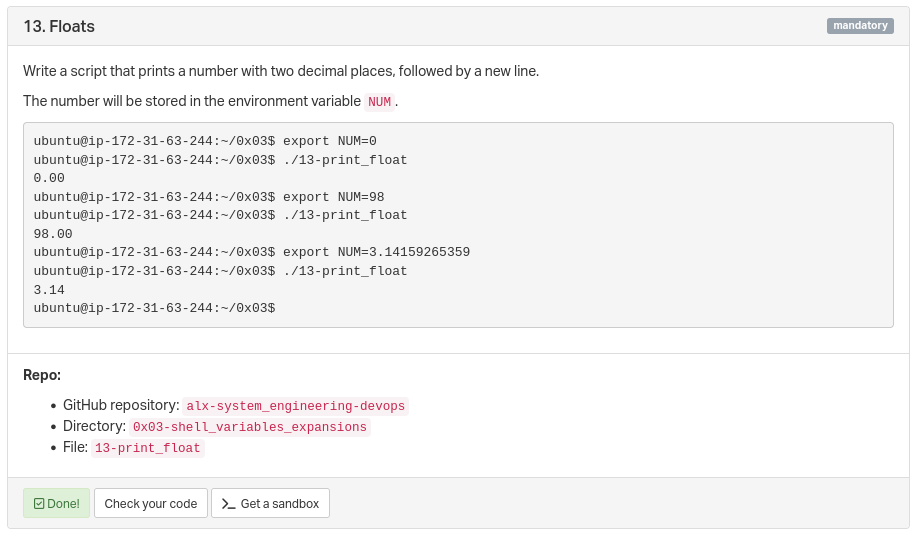 13. Floats
mandatory
Write a script that prints a number with two decimal places, followed by a new line.
The number will be stored in the environment variable NUM.
ubuntu@ip-172-31-63-244:~/0x03$ export NUM=0
ubuntu@ip-172-31-63-244:~/0x03$ ./13-print_float
0.00
ubuntu@ip-172-31-63-244:~/0x03$ export NUM=98
ubuntu@ip-172-31-63-244:~/0x03$ ./13-print_float
98.00
ubuntu@ip-172-31-63-244:~/0x03$ export NUM=3.14159265359
ubuntu@ip-172-31-63-244:~/0x03$ ./13-print_float
3.14
ubuntu@ip-172-31-63-244:~/0x03$
Repo:
• GitHub repository: alx-system_engineering-devops
• Directory: 0x03-shell_variables_expansions
• File: 13-print_float
Done! Check your code Get a sandbox